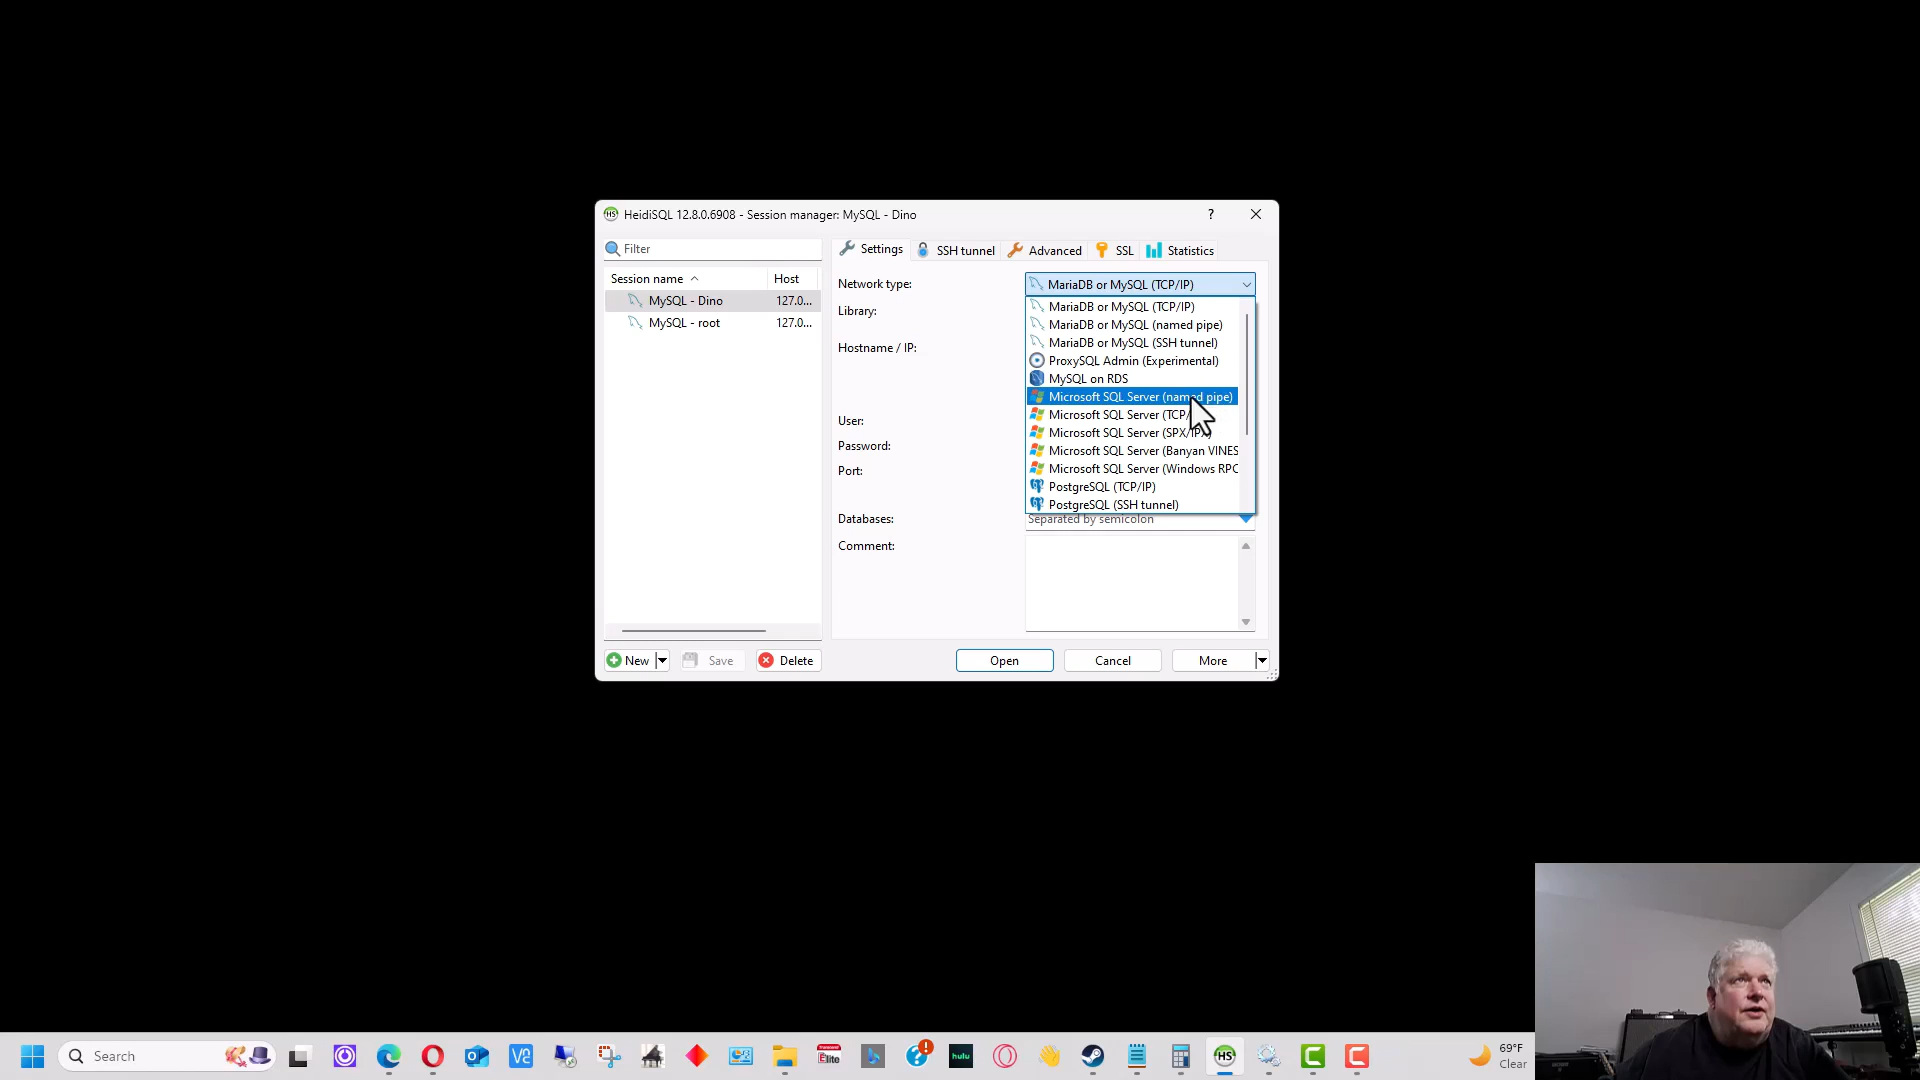 HeidiSQL 12.8.0.6908 - Session manager: MySQL - Dino
?
Filter
Session name
Host
MySQL - Dino
127.0...
MySQL - root
127.0...
Settings
SSH tunnel
Advanced
SSL
Statistics
Network type:
MariaDB or MySQL (TCP/IP)
Library:
Hostname / IP:
User:
Password:
Port:
Databases:
Comment:
MariaDB or MySQL (TCP/IP)
MariaDB or MySQL (named pipe)
MariaDB or MySQL (SSH tunnel)
ProxySQL Admin (Experimental)
MySQL on RDS
Microsoft SQL Server (named pipe)
Microsoft SQL Server (TCP/
Microsoft SQL Server (SPX/IPX)
Microsoft SQL Server (Banyan VINES
Microsoft SQL Server (Windows RPC
PostgreSQL (TCP/IP)
PostgreSQL (SSH tunnel)
Separated by semicolon
New
Save
Delete
Open
Cancel
More
Search
hulu
HS
69°F
Clear